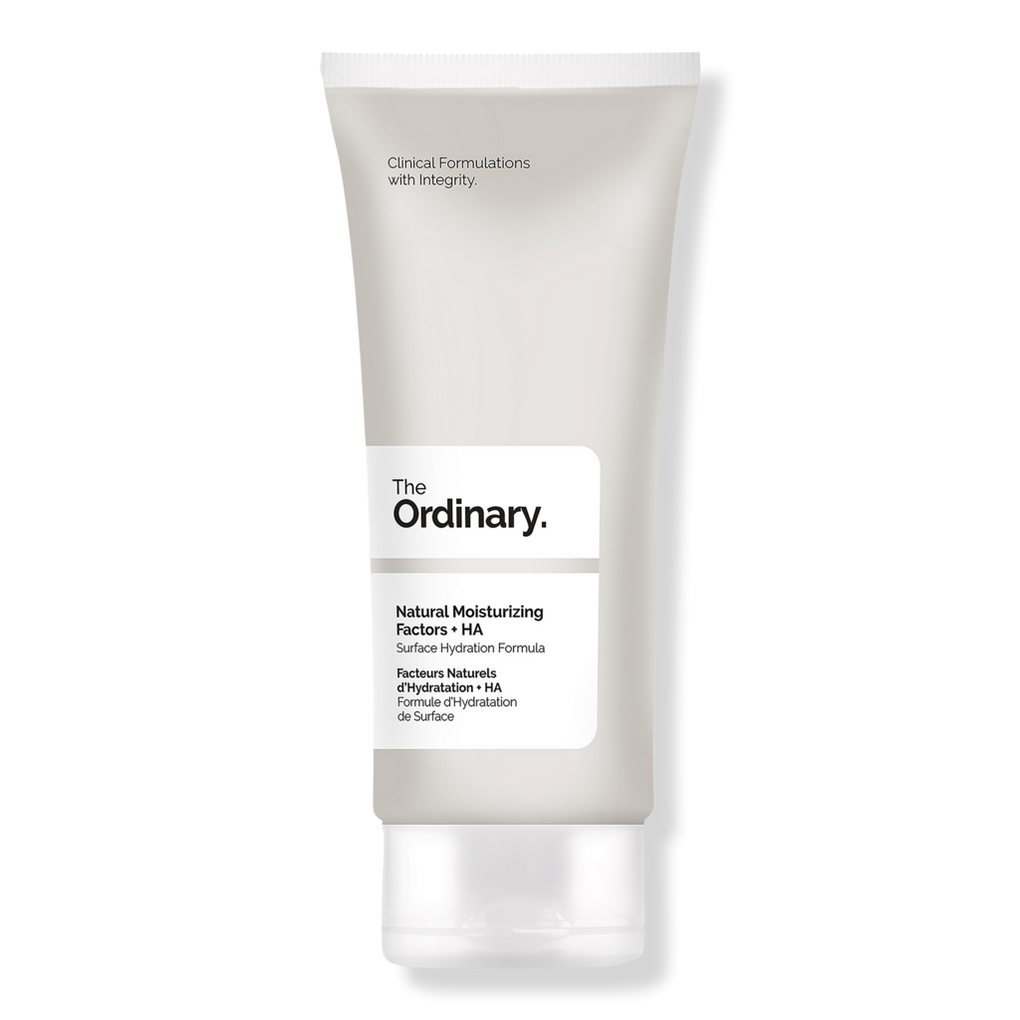 Clinical Formulations
with Integrity.
The
Ordinary.
Natural Moisturizing
Factors + HA
Surface Hydration Formula
Facteurs Naturels
d'Hydratation + HA
Formule d'Hydratation
de Surface